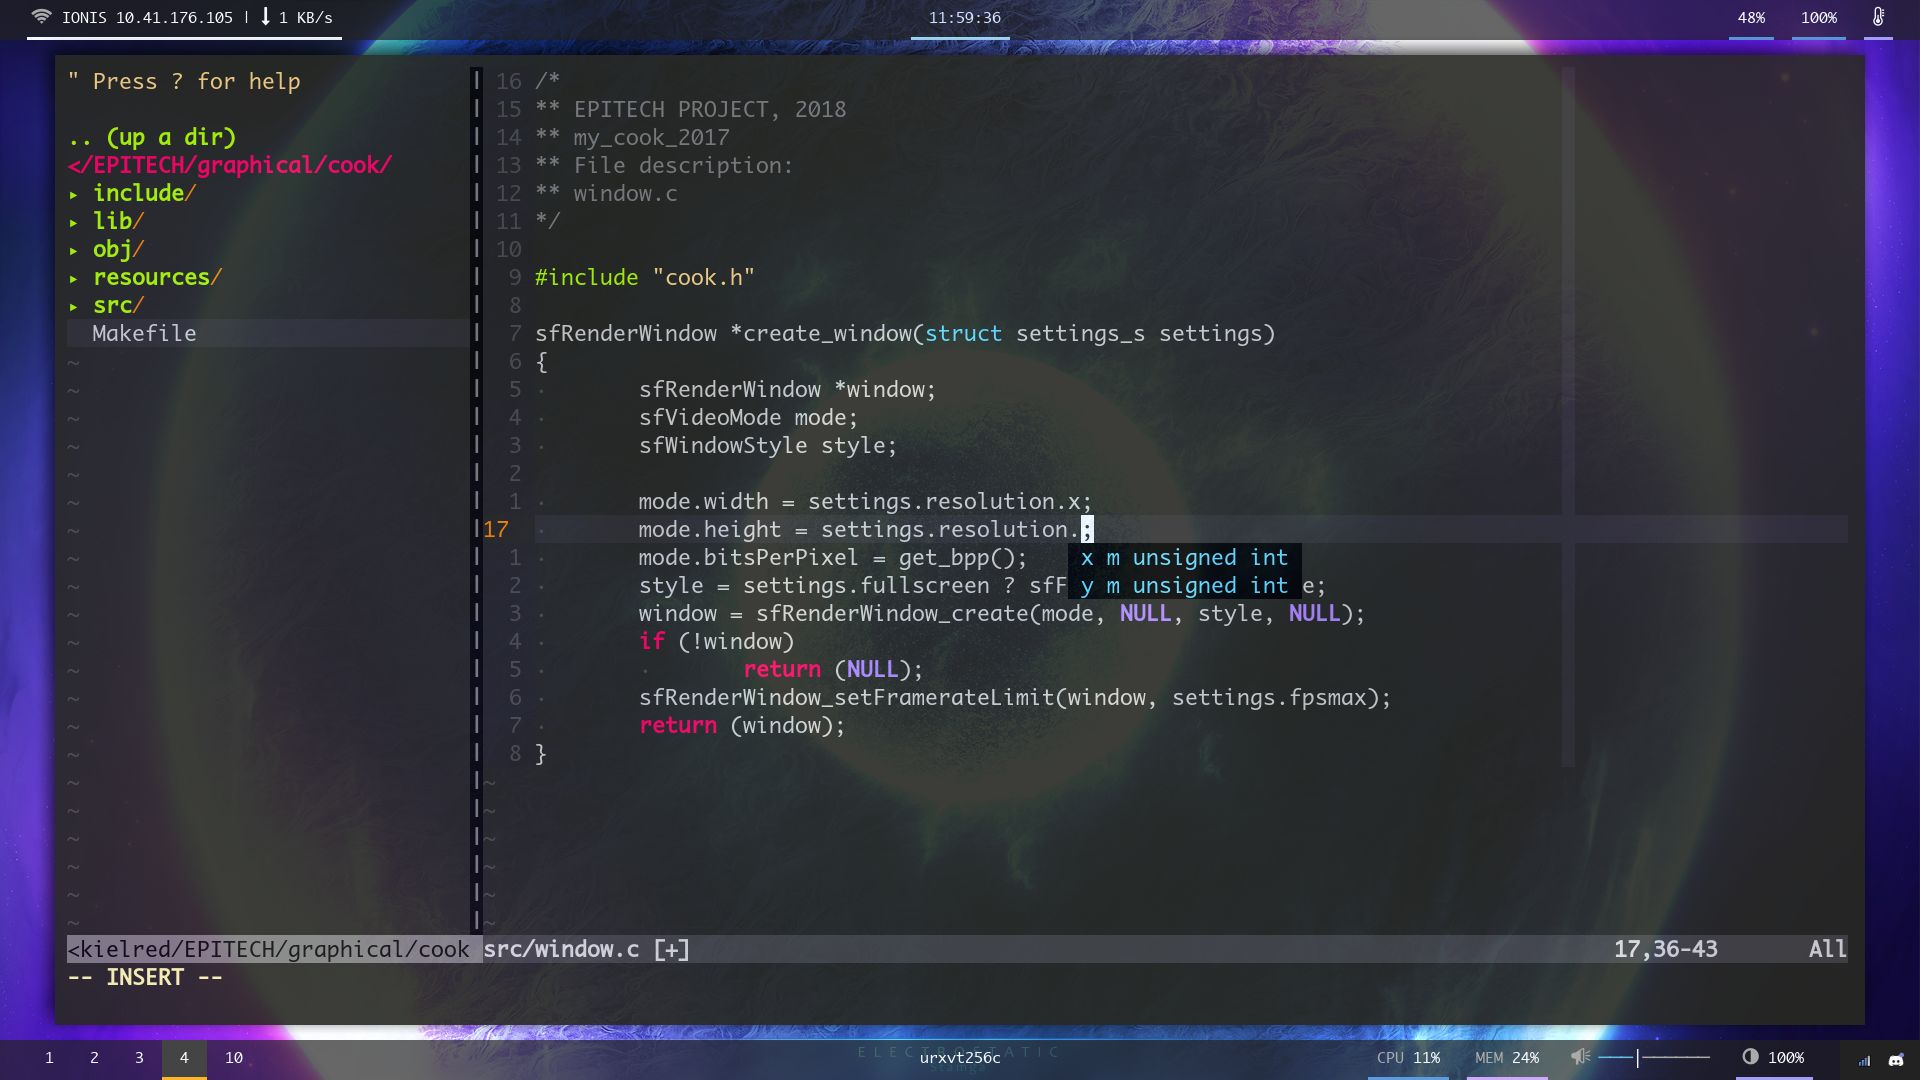 IONIS 10.41.176.105 | 1 KB/s
11:59:36
48% 100%
" Press ? for help
.. (up a dir)
</EPITECH/graphical/cook/
▸ include/
▸ lib/
▸ obj/
▸ resources/
▸ src/
Makefile
16 /*
15 ** EPITECH PROJECT, 2018
14 ** my_cook_2017
13 ** File description:
12 ** window.c
11 */
10
9 #include "cook.h"
8
7 sfRenderWindow *create_window(struct settings_s settings)
6 {
5 sfRenderWindow *window;
4 sfVideoMode mode;
3 sfWindowStyle style;
2
1 mode.width = settings.resolution.x;
17 mode.height = settings.resolution.;
1 mode.bitsPerPixel = get_bpp(); x m unsigned int
2 style = settings.fullscreen ? sfF y m unsigned int e;
3 window = sfRenderWindow_create(mode, NULL, style, NULL);
4 if (!window)
5 return (NULL);
6 sfRenderWindow_setFramerateLimit(window, settings.fpsmax);
7 return (window);
8 }
<kielred/EPITECH/graphical/cook src/window.c [+] 17,36-43 All
-- INSERT --
ELECTROSTATIC
Stamga
1 2 3 4 10
urxvt256c
CPU 11% MEM 24% 100%